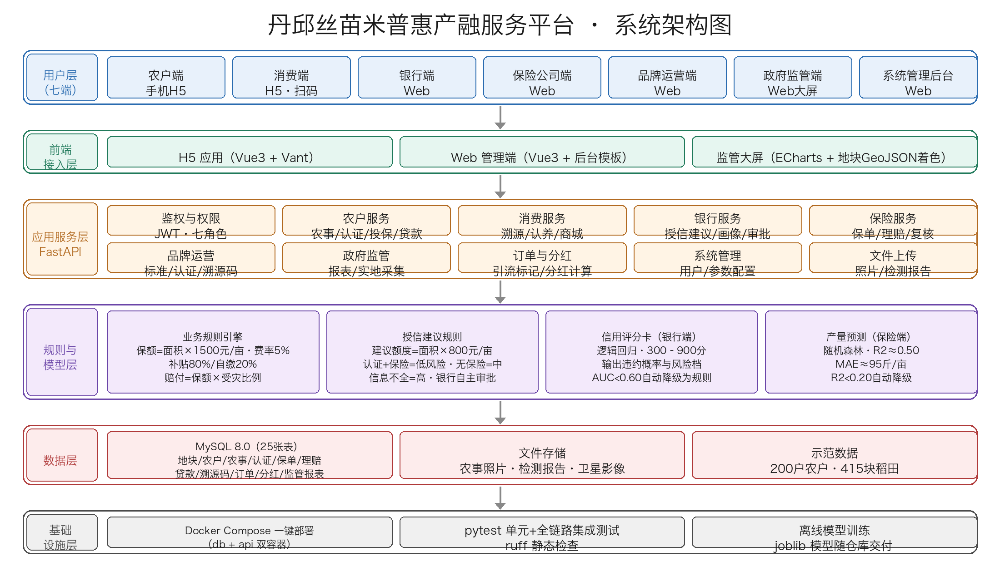 丹邱丝苗米普惠产融服务平台 · 系统架构图
用户层
（七端）
农户端
手机H5
消费端
H5·扫码
银行端
Web
保险公司端
Web
品牌运营端
Web
政府监管端
Web大屏
系统管理后台
Web
前端
接入层
H5 应用（Vue3 + Vant）
Web 管理端（Vue3 + 后台模板）
监管大屏（ECharts + 地块GeoJSON着色）
应用服务层
FastAPI
鉴权与权限
JWT·七角色
农户服务
农事/认证/投保/贷款
消费服务
溯源/认养/商城
银行服务
授信建议/画像/审批
保险服务
保单/理赔/复核
品牌运营
标准/认证/溯源码
政府监管
报表/实地采集
订单与分红
引流标记/分红计算
系统管理
用户/参数配置
文件上传
照片/检测报告
规则与
模型层
业务规则引擎
保额=面积×1500元/亩·费率5%
补贴80%/自缴20%
赔付=保额×受灾比例
授信建议规则
建议额度=面积×800元/亩
认证+保险=低风险·无保险=中
信息不全=高·银行自主审批
信用评分卡（银行端）
逻辑回归·300 - 900分
输出违约概率与风险档
AUC<0.60自动降级为规则
产量预测（保险端）
随机森林·R2≈0.50
MAE≈95斤/亩
R2<0.20自动降级
数据层
MySQL 8.0（25张表）
地块/农户/农事/认证/保单/理赔
贷款/溯源码/订单/分红/监管报表
文件存储
农事照片·检测报告·卫星影像
示范数据
200户农户·415块稻田
基础
设施层
Docker Compose 一键部署
（db + api 双容器）
pytest 单元+全链路集成测试
ruff 静态检查
离线模型训练
joblib 模型随仓库交付